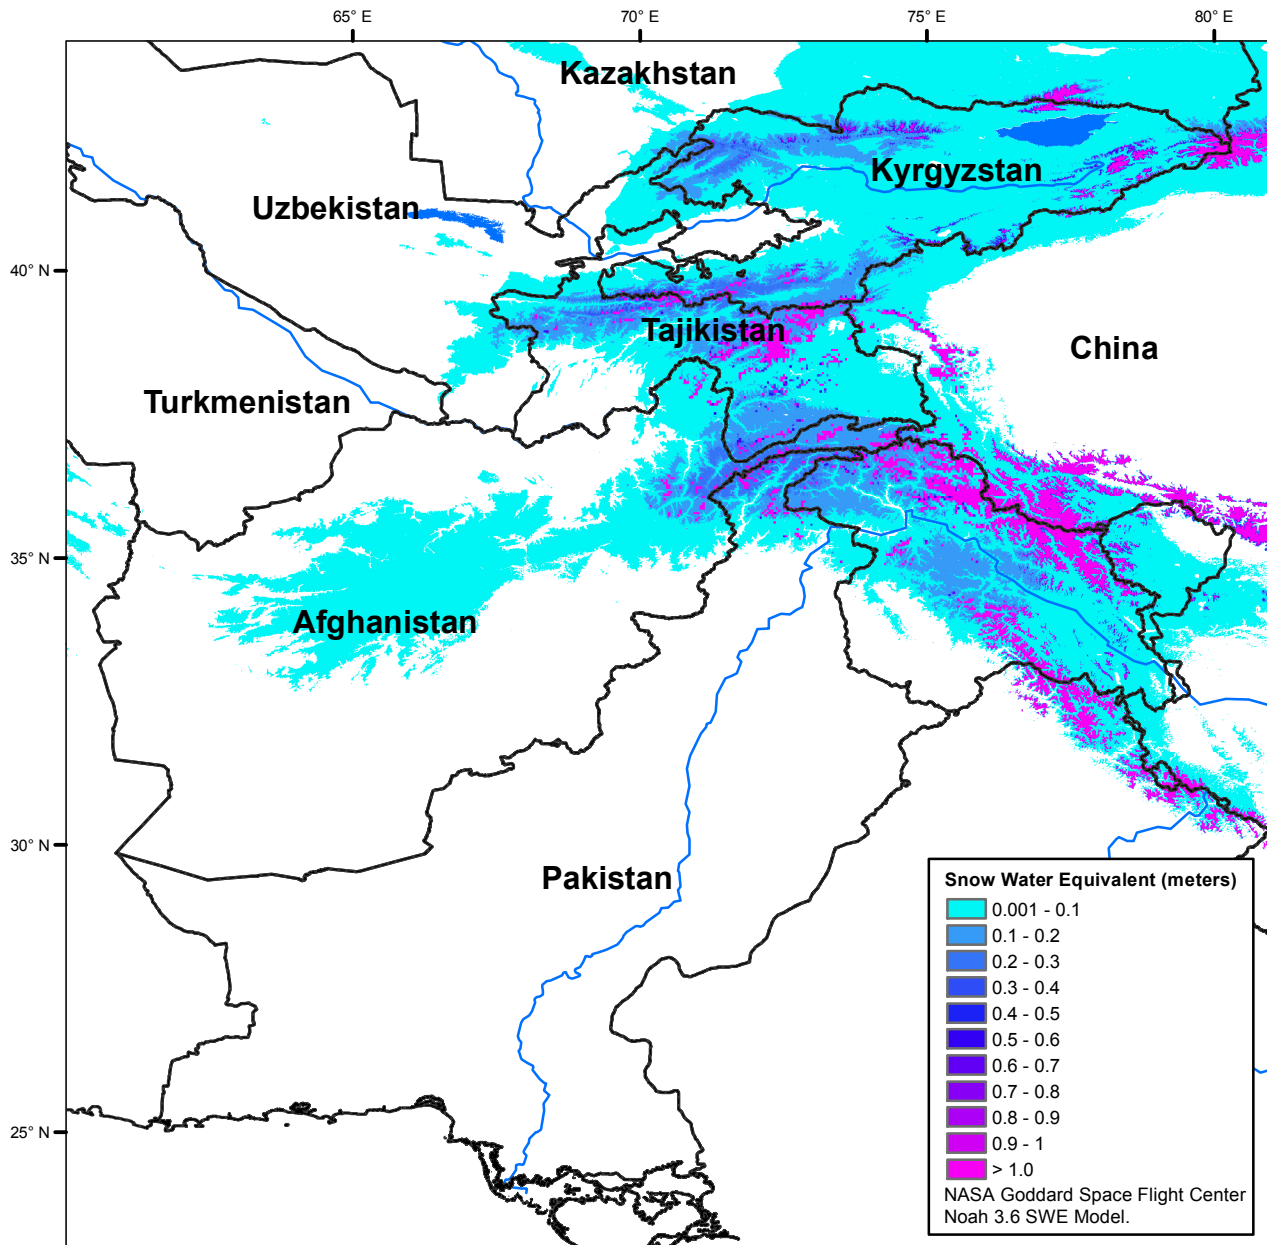 65° E
70° E
75° E
80° E
Kazakhstan
Kyrgyzstan
Uzbekistan
40° N
Tajikistan
China
Turkmenistan
35° N
Afghanistan
30° N
Pakistan
25° N
Snow Water Equivalent (meters)
0.001 - 0.1
0.1 - 0.2
0.2 - 0.3
0.3 - 0.4
0.4 - 0.5
0.5 - 0.6
0.6 - 0.7
0.7 - 0.8
0.8 - 0.9
0.9 - 1
> 1.0
NASA Goddard Space Flight Center
Noah 3.6 SWE Model.